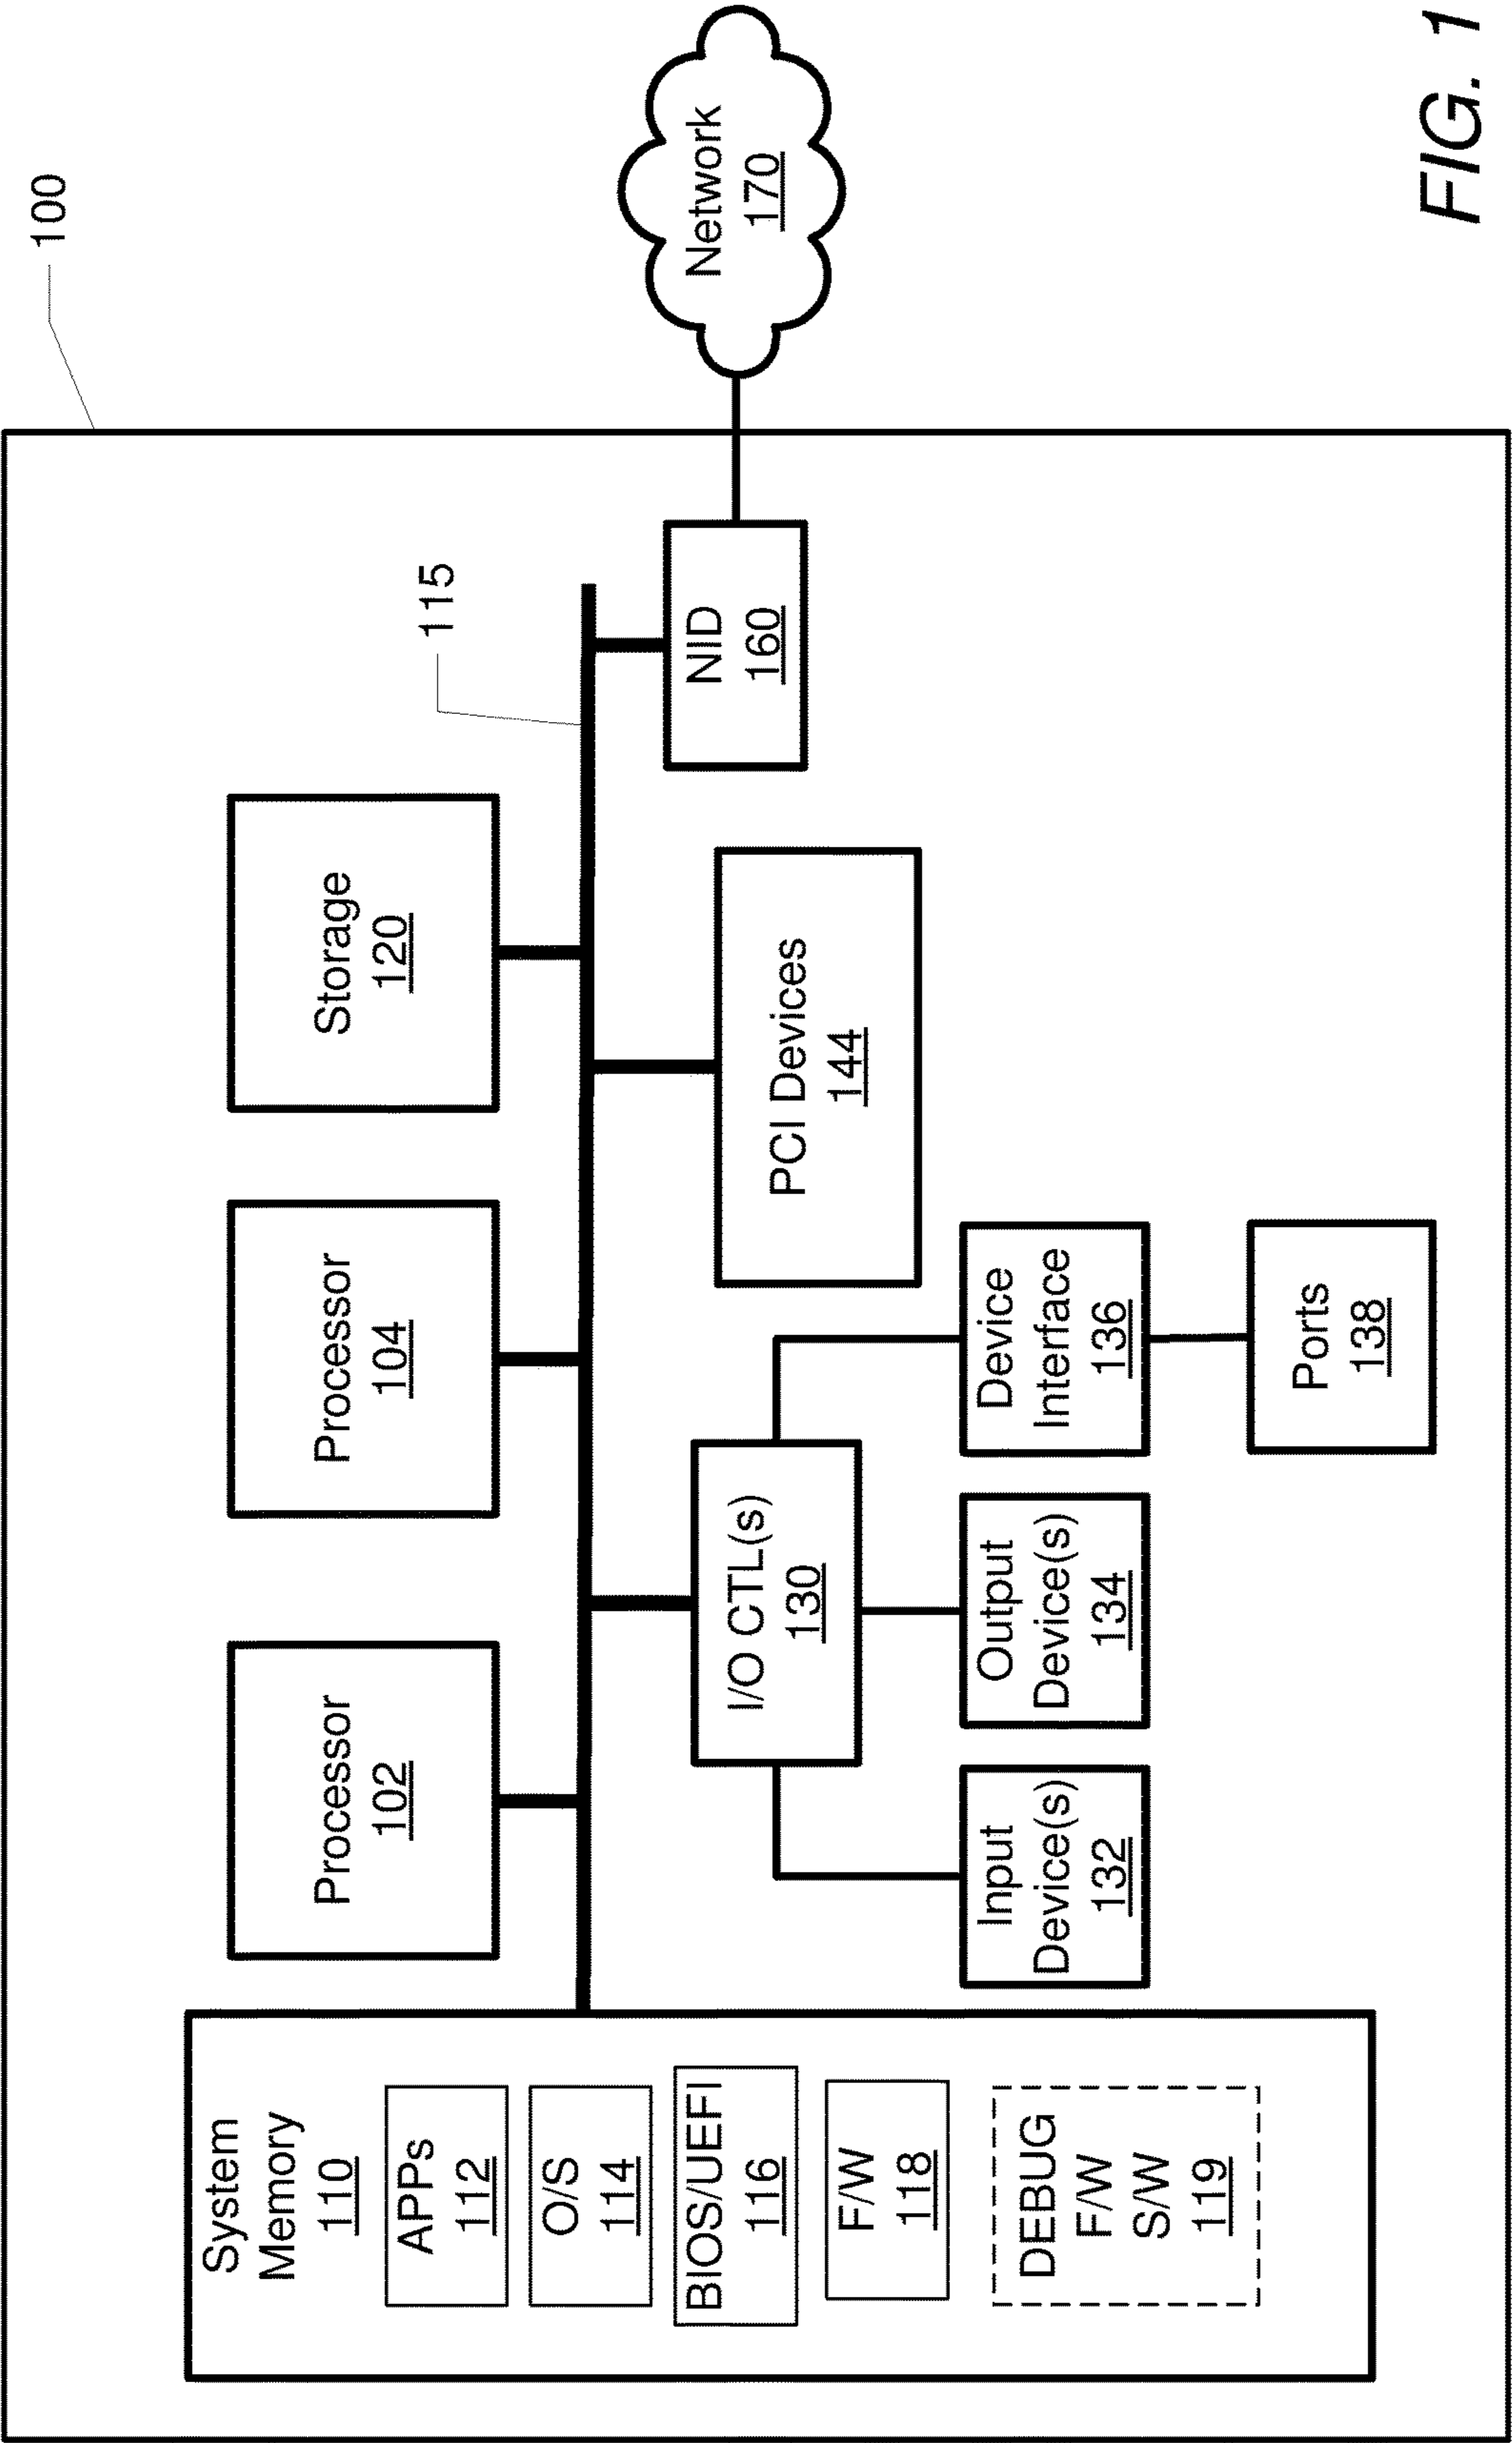 100
System
Memory
110
APPs
112
O/S
114
BIOS/UEFI
116
F/W
118
DEBUG
F/W
S/W
119
Processor
102
Processor
104
Storage
120
115
I/O CTL(s)
130
PCI Devices
144
NID
160
Network
170
Input
Device(s)
132
Output
Device(s)
134
Device
Interface
136
Ports
138
FIG. 1